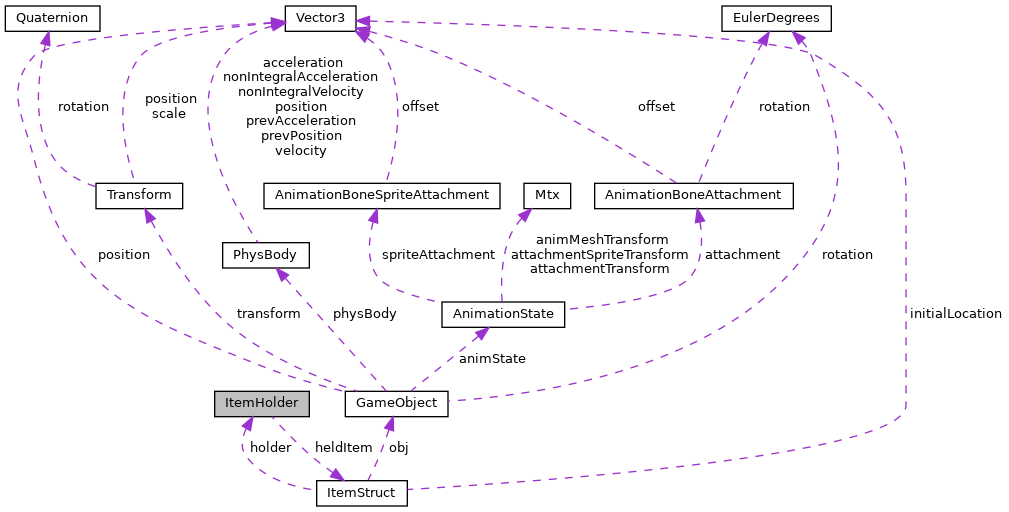 Quaternion
Vector3
EulerDegrees
acceleration
nonIntegralAcceleration
nonIntegralVelocity
position
prevAcceleration
prevPosition
velocity
rotation
position
scale
offset
offset
rotation
Transform
AnimationBoneSpriteAttachment
Mtx
AnimationBoneAttachment
PhysBody
position
spriteAttachment
animMeshTransform
attachmentSpriteTransform
attachmentTransform
attachment
rotation
transform
physBody
AnimationState
initialLocation
animState
ItemHolder
GameObject
holder
heldItem
obj
ItemStruct